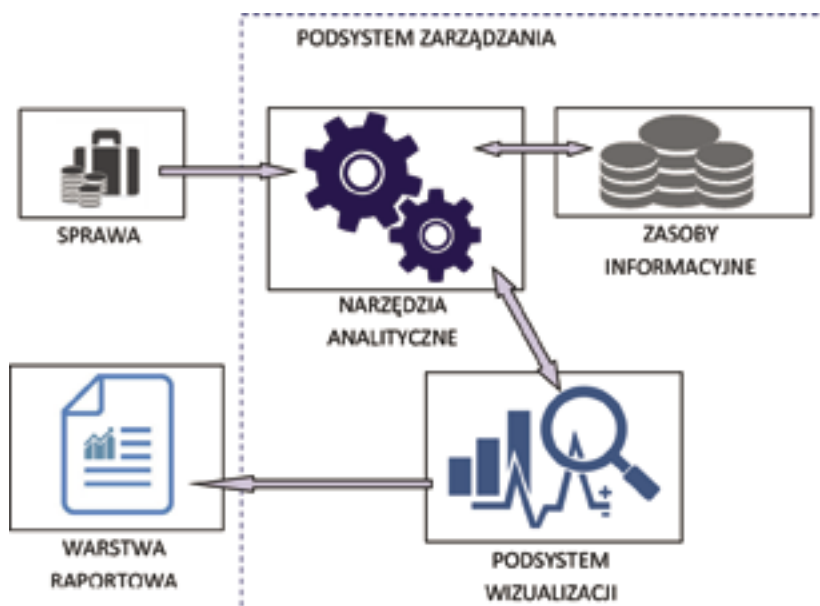 PODSYSTEM ZARZĄDZANIA
SPRAWA
NARZĘDZIA
ANALITYCZNE
ZASOBY
INFORMACYJNE
WARSTWA
RAPORTOWA
PODSYSTEM
WIZUALIZACJI